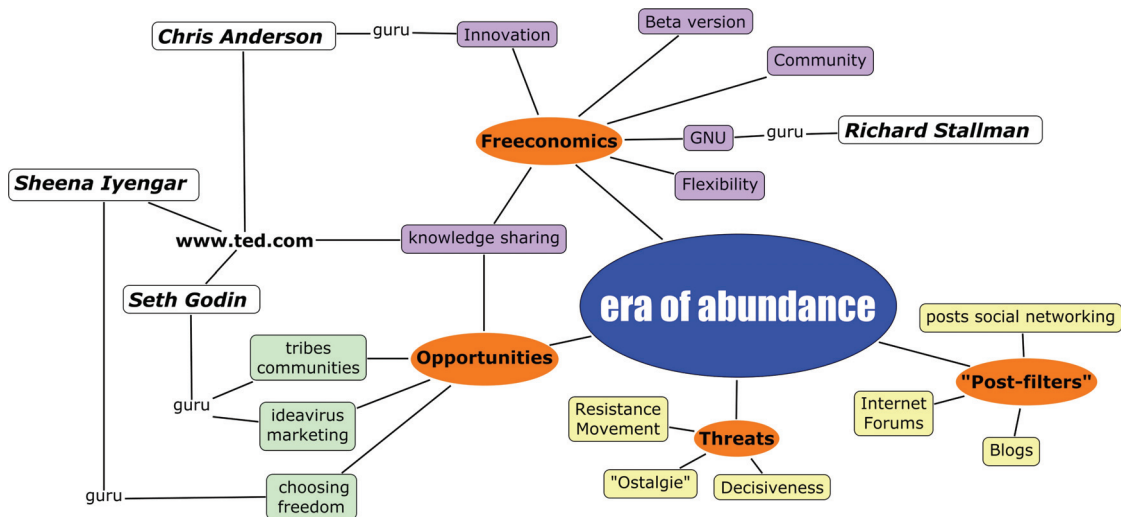 Chris Anderson
guru
Innovation
Beta version
Community
Freeconomics
GNU
guru
Richard Stallman
Sheena Iyengar
Flexibility
www.ted.com
knowledge sharing
Seth Godin
era of abundance
posts social networking
tribes
communities
Opportunities
"Post-filters"
guru
ideavirus
marketing
Resistance
Movement
Threats
Internet
Forums
Blogs
guru
choosing
freedom
"Ostalgie"
Decisiveness